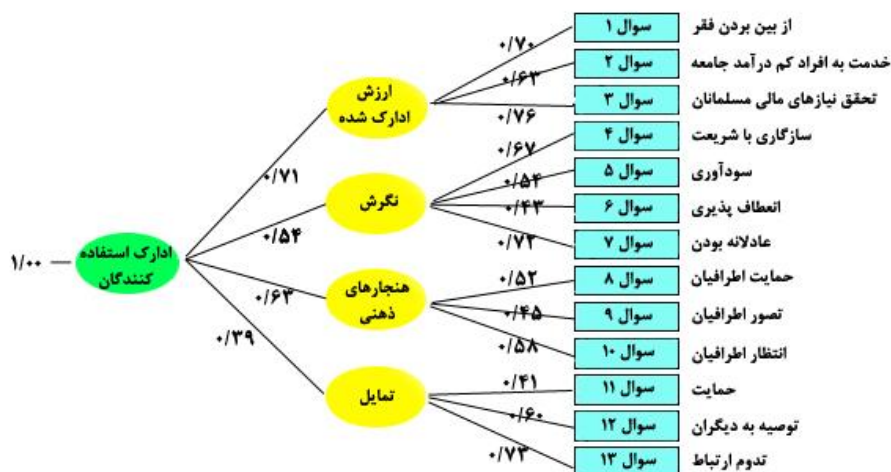 سوال ۱ از بین بردن فقر
۰/۷۰
سوال ۲ خدمت به افراد کم درآمد جامعه
۰/۶۳
ارزش
ادارک شده
سوال ۳ تحقق نیازهای مالی مسلمانان
۰/۷۶
سوال ۴ سازگاری با شریعت
۰/۶۷
۰/۷۱
سوال ۵ سودآوری
۰/۵۴
نگرش
سوال ۶ انعطاف پذیری
۰/۴۳
سوال ۷ عادلانه بودن
۰/۷۲
۰/۵۴
۱/۰۰
ادارک استفاده
کنندگان
سوال ۸ حمایت اطرافیان
۰/۵۲
هنجارهای
ذهنی
۰/۶۳
سوال ۹ تصور اطرافیان
۰/۴۵
سوال ۱۰ انتظار اطرافیان
۰/۵۸
۰/۳۹
سوال ۱۱ حمایت
۰/۴۱
تمایل
سوال ۱۲ توصیه به دیگران
۰/۶۰
سوال ۱۳ تدوم ارتباط
۰/۷۳